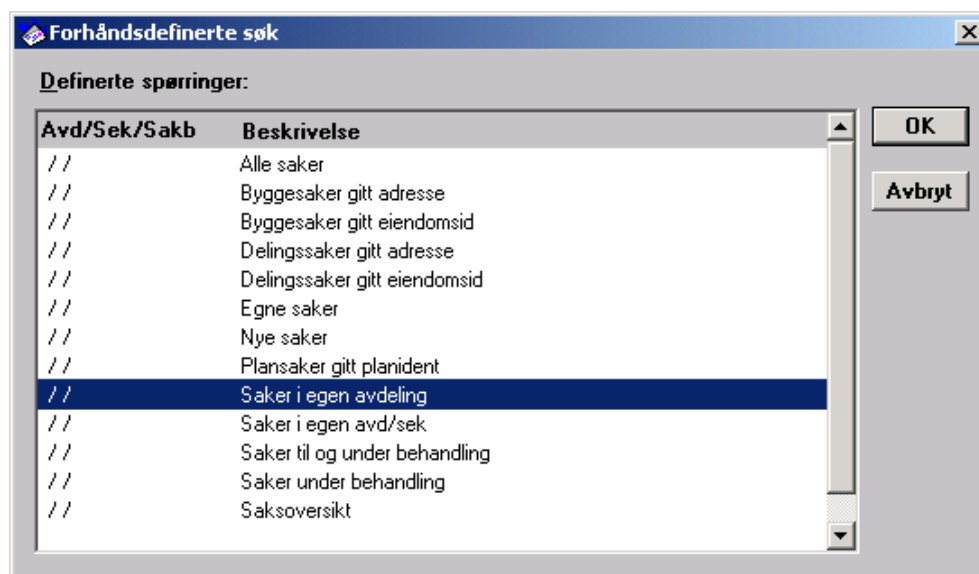 Forhåndsdefinerte søk
Definerte spørringer:
Avd/Sek/Sakb Beskrivelse
/ / Alle saker
/ / Byggesaker gitt adresse
/ / Byggesaker gitt eiendomsid
/ / Delingssaker gitt adresse
/ / Delingssaker gitt eiendomsid
/ / Egne saker
/ / Nye saker
/ / Plansaker gitt planident
/ / Saker i egen avdeling
/ / Saker i egen avd/sek
/ / Saker til og under behandling
/ / Saker under behandling
/ / Saksoversikt
OK
Avbryt